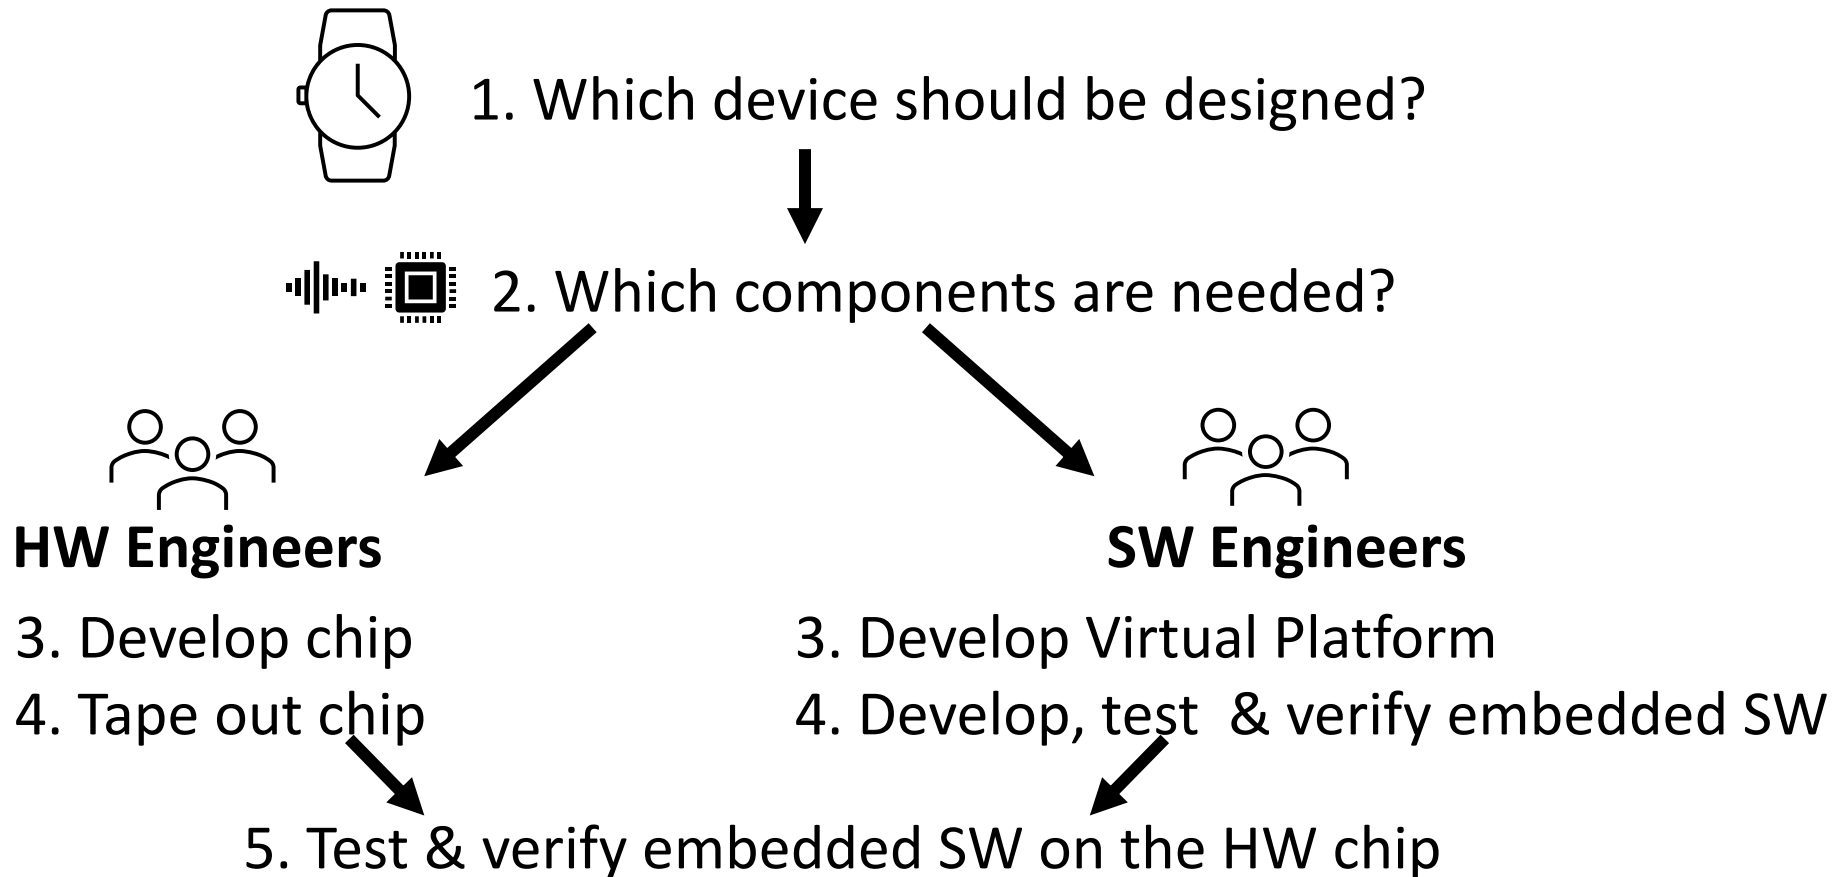 1. Which device should be designed?
2. Which components are needed?
HW Engineers
3. Develop chip
4. Tape out chip
SW Engineers
3. Develop Virtual Platform
4. Develop, test & verify embedded SW
5. Test & verify embedded SW on the HW chip